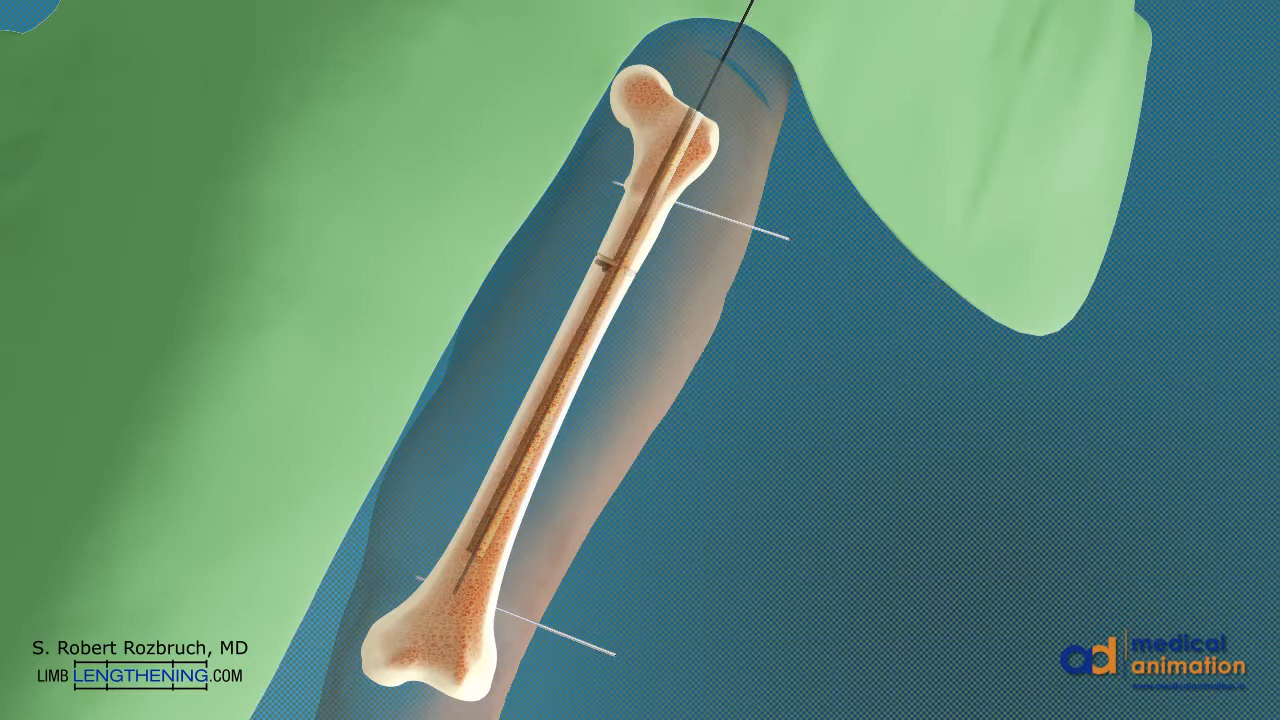 S. Robert Rozbruch, MD
LIMB LENGTHENING.COM
ad medical
animation